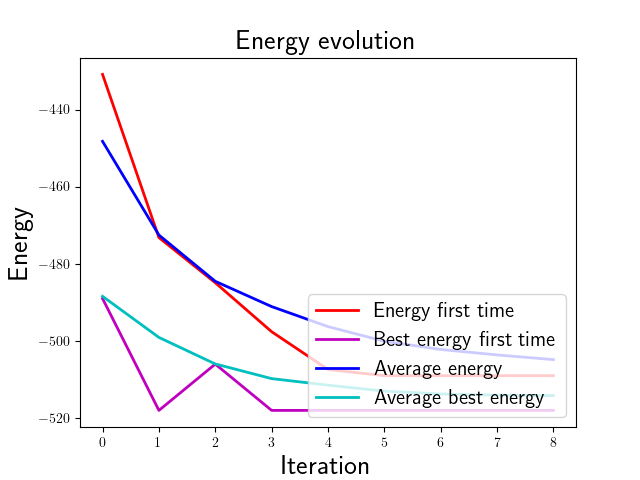 Energy evolution
Energy
−440
−460
−480
−500
−520
Energy first time
Best energy first time
Average energy
Average best energy
0 1 2 3 4 5 6 7 8
Iteration